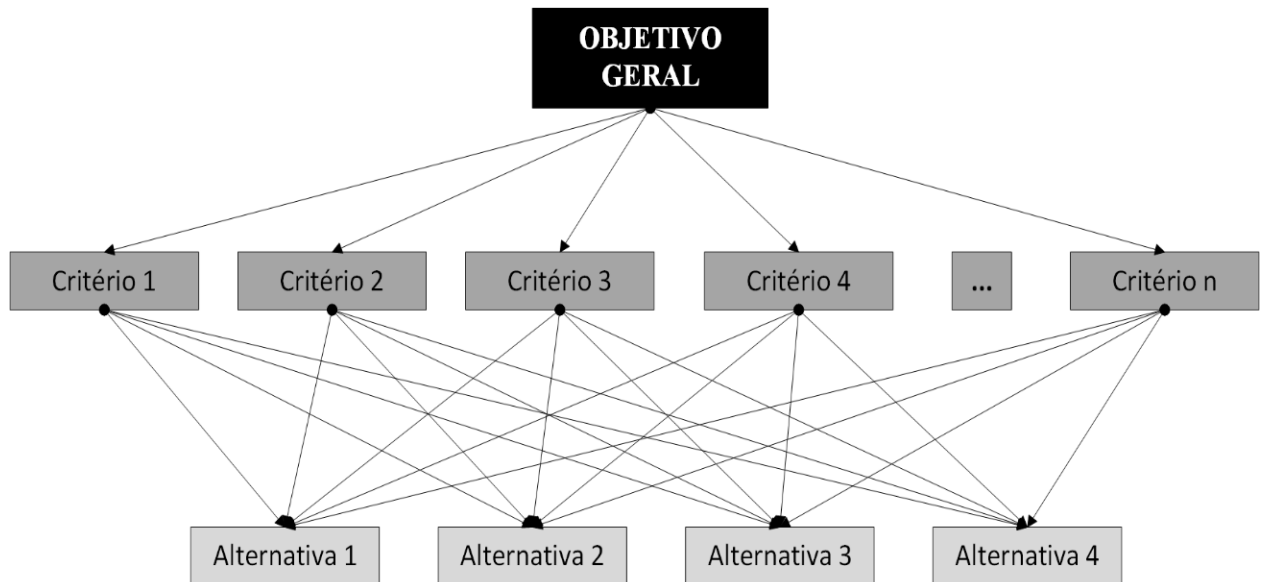 OBJETIVO
GERAL
Critério 1
Critério 2
Critério 3
Critério 4
...
Critério n
Alternativa 1
Alternativa 2
Alternativa 3
Alternativa 4